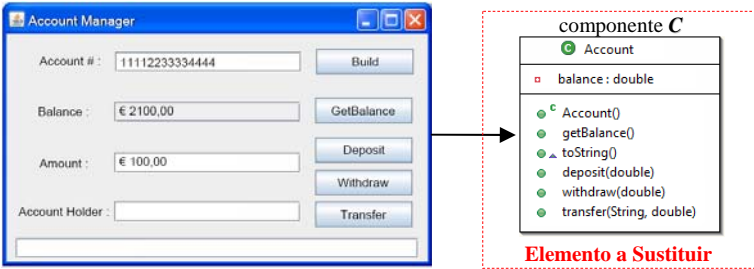 Account Manager
Account # :
11112233334444
Build
Balance :
€ 2100,00
GetBalance
Amount :
€ 100,00
Deposit
Withdraw
Account Holder :
Transfer
componente C
C Account
balance : double
C Account()
getBalance()
toString()
deposit(double)
withdraw(double)
transfer(String, double)
Elemento a Sustituir